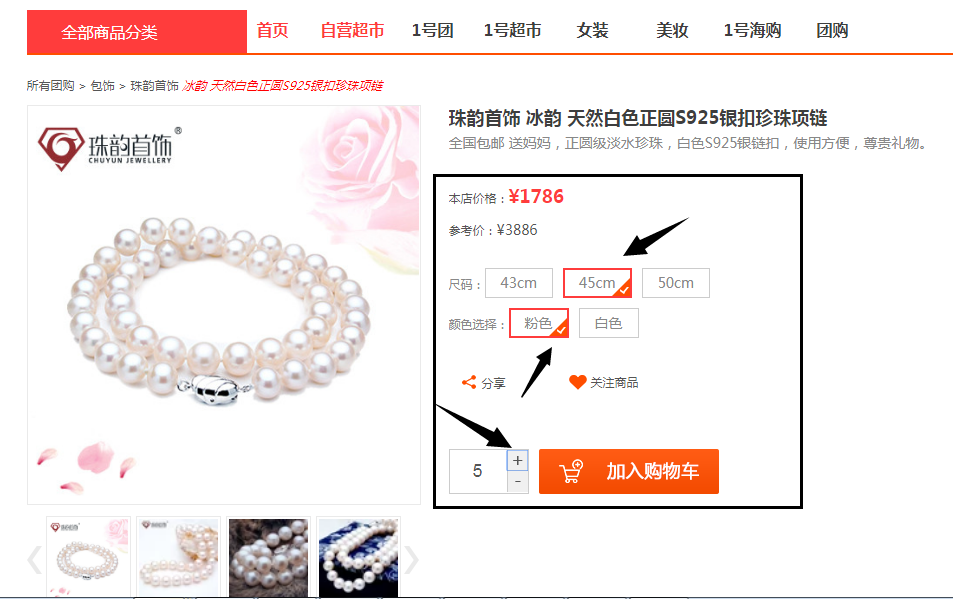 全部商品分类 首页 自营超市 1号团 1号超市 女装 美妆 1号海购 团购
所有团购 > 包饰 > 珠韵首饰 冰韵 天然白色正圆S925银扣珍珠项链
珠韵首饰®
CHUYUN JEWELLERY
珠韵首饰 冰韵 天然白色正圆S925银扣珍珠项链
全国包邮 送妈妈，正圆级淡水珍珠，白色S925银链扣，使用方便，尊贵礼物。
本店价格：¥1786
参考价：¥3886
尺码： 43cm 45cm 50cm
颜色选择： 粉色 白色
分享 关注商品
5 + - 加入购物车